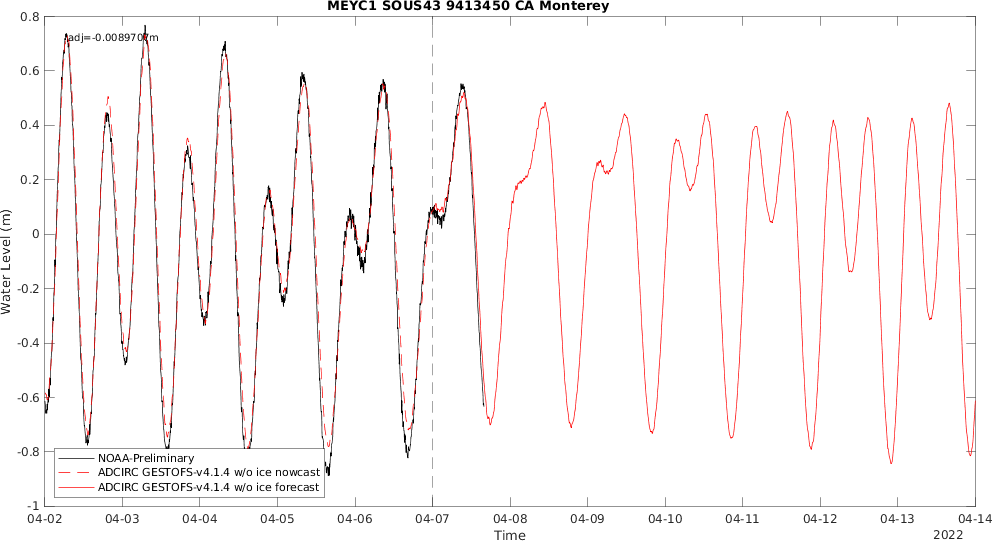 MEYC1 SOUS43 9413450 CA Monterey
adj=-0.0089707m
0.8
0.6
0.4
0.2
0
-0.2
-0.4
-0.6
-0.8
-1
Water Level (m)
NOAA-Preliminary
ADCIRC GESTOFS-v4.1.4 w/o ice nowcast
ADCIRC GESTOFS-v4.1.4 w/o ice forecast
04-02 04-03 04-04 04-05 04-06 04-07 04-08 04-09 04-10 04-11 04-12 04-13 04-14
Time
2022